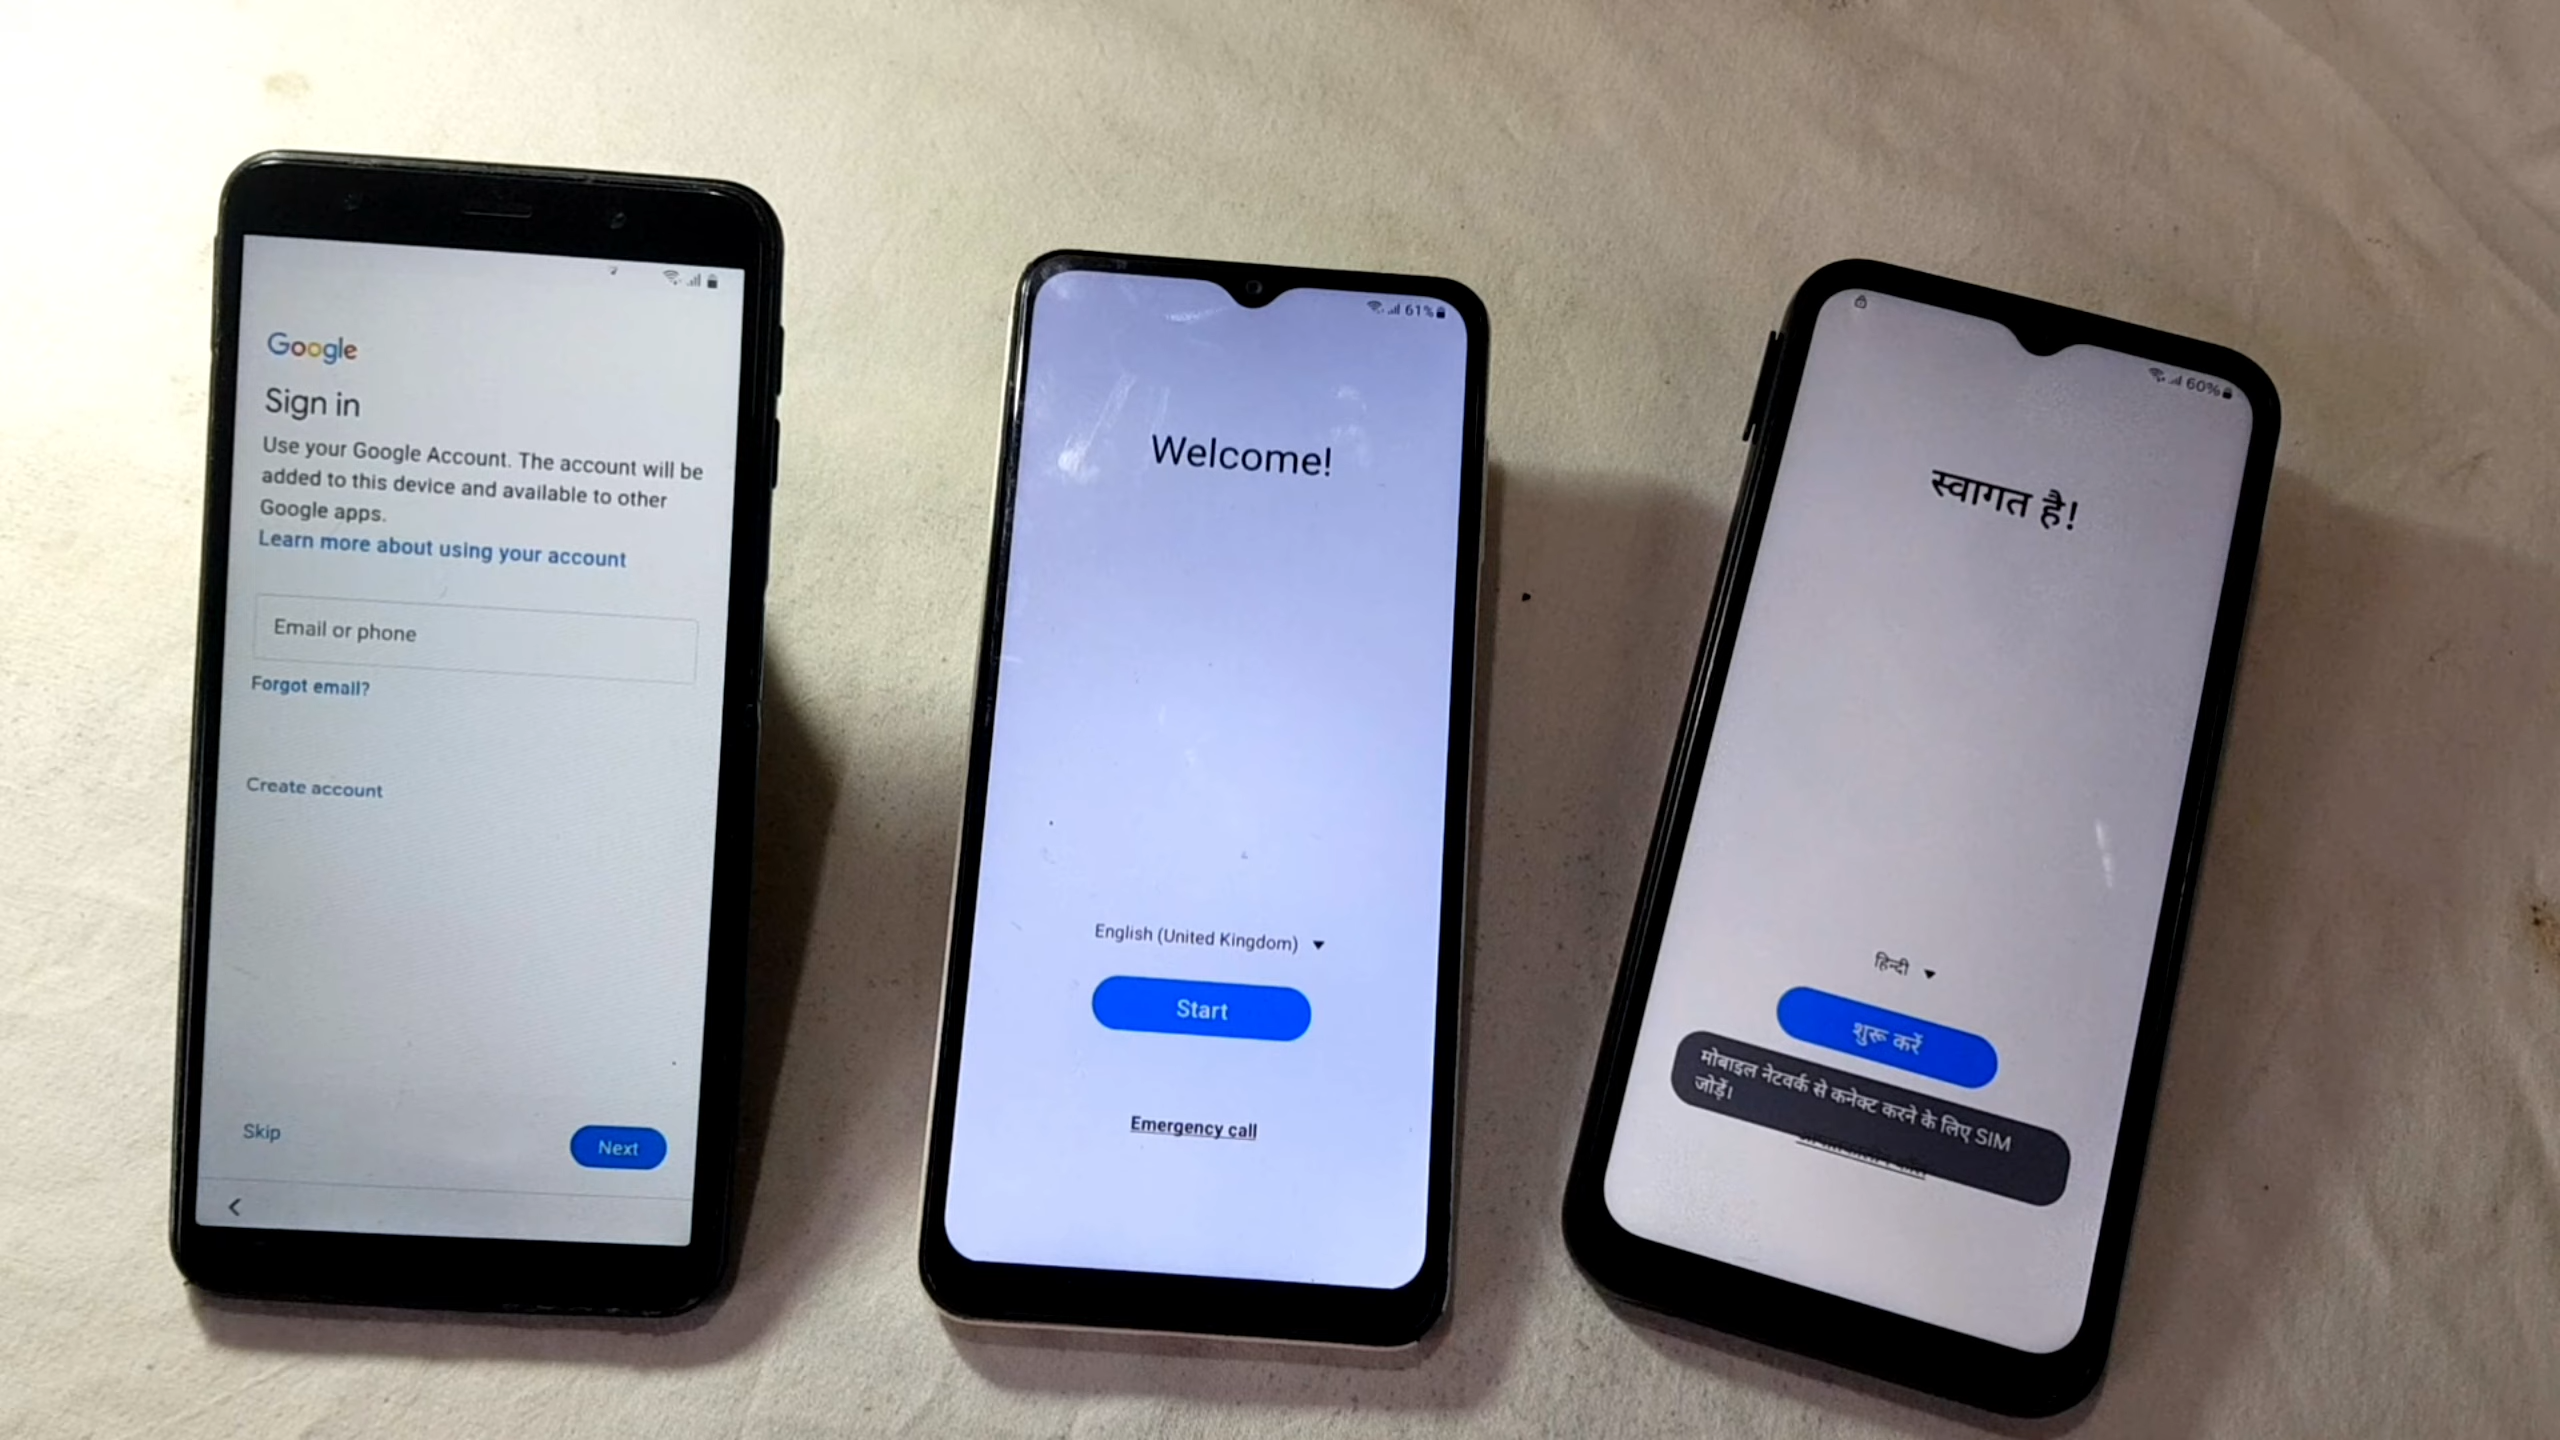 Google
Sign in
Use your Google Account. The account will be
added to this device and available to other
Google apps.
Learn more about using your account
Email or phone
Forgot email?
Create account
Skip
Next
61%
Welcome!
English (United Kingdom)
Start
Emergency call
60%
स्वागत है!
हिन्दी
शुरू करें
मोबाइल नेटवर्क से कनेक्ट करने के लिए SIM
जोड़ें।